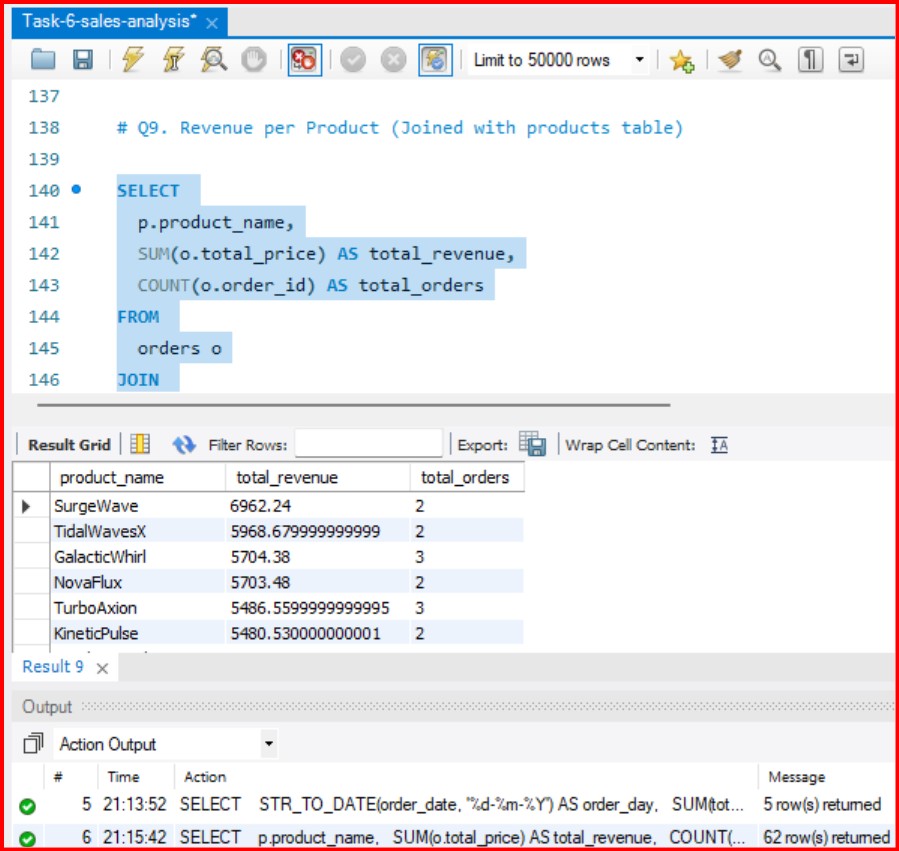 Task-6-sales-analysis*
Limit to 50000 rows
137
138 # Q9. Revenue per Product (Joined with products table)
139
140 SELECT
141 p.product_name,
142 SUM(o.total_price) AS total_revenue,
143 COUNT(o.order_id) AS total_orders
144 FROM
145 orders o
146 JOIN
Result Grid Filter Rows: Export: Wrap Cell Content:
product_name total_revenue total_orders
SurgeWave 6962.24 2
TidalWavesX 5968.679999999999 2
GalacticWhirl 5704.38 3
NovaFlux 5703.48 2
TurboAxion 5486.5599999999995 3
KineticPulse 5480.530000000001 2
Result 9
Output
Action Output
# Time Action Message
5 21:13:52 SELECT STR_TO_DATE(order_date, '%d-%m-%Y') AS order_day, SUM(tot... 5 row(s) returned
6 21:15:42 SELECT p.product_name, SUM(o.total_price) AS total_revenue, COUNT(... 62 row(s) returned